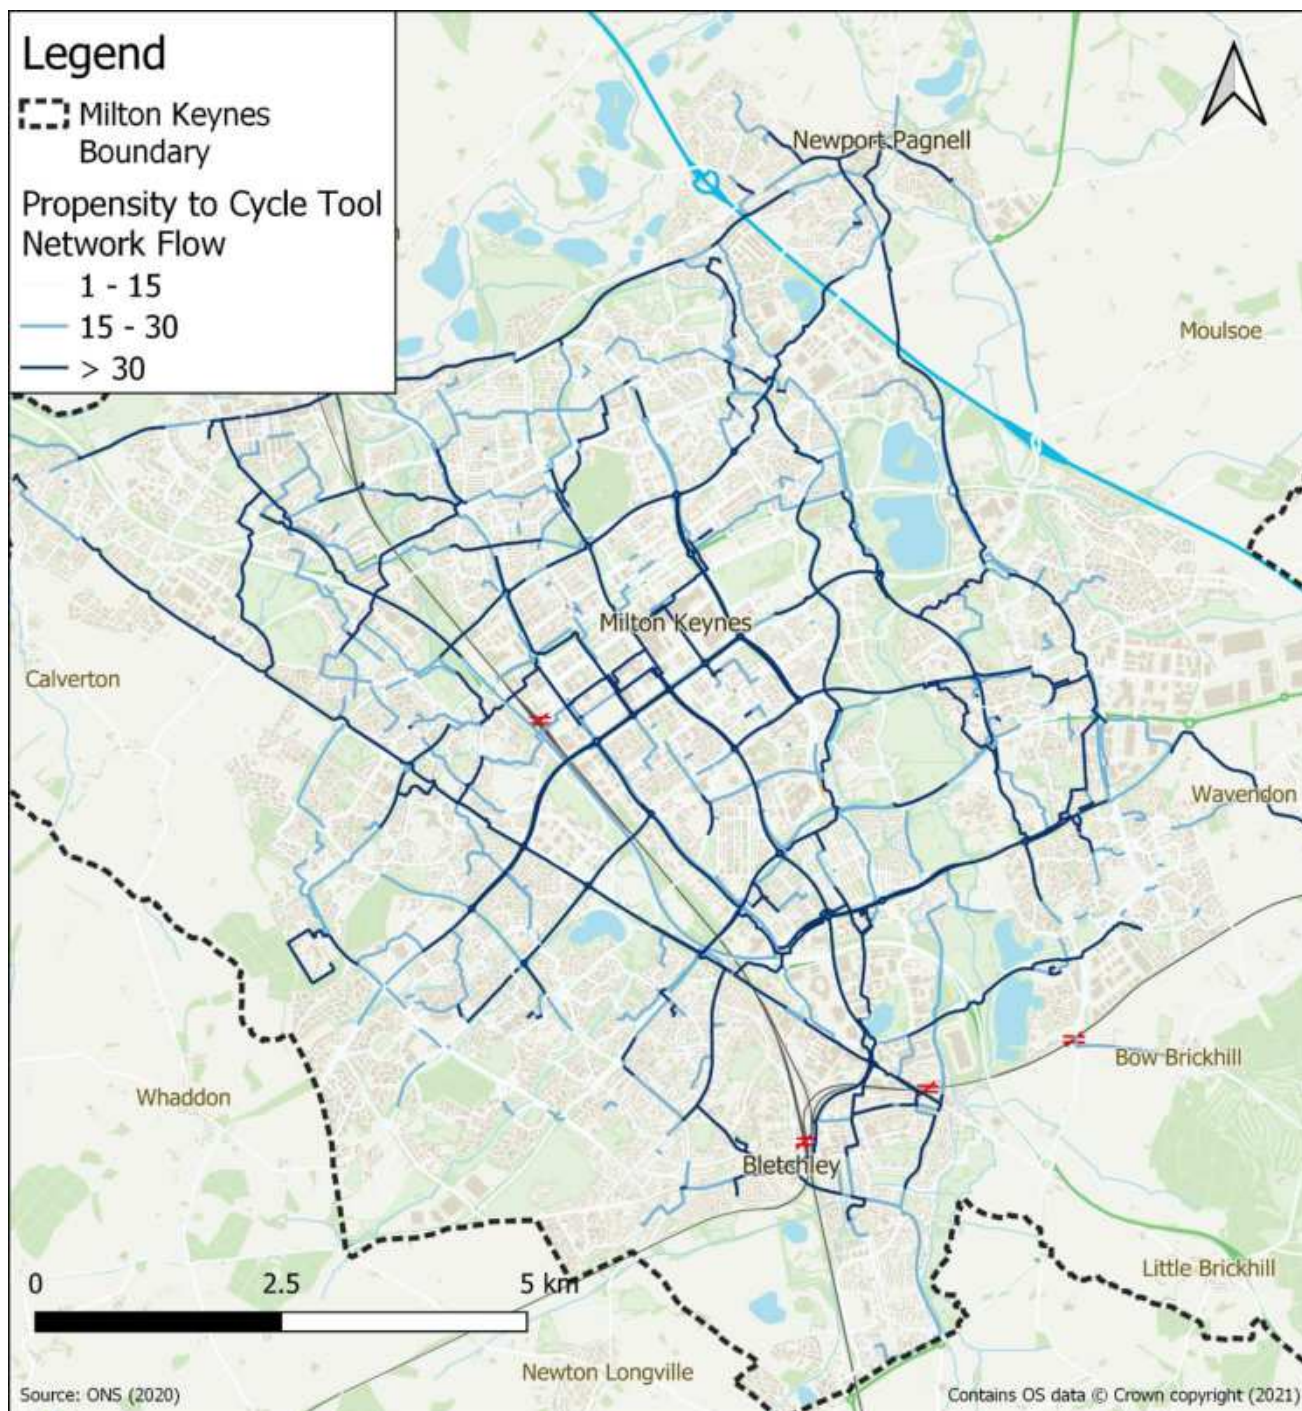 Legend
Milton Keynes
Boundary
Propensity to Cycle Tool
Network Flow
1 - 15
15 - 30
> 30
Newport Pagnell
Moulsoe
Milton Keynes
Calverton
Wavendon
Bow Brickhill
Whaddon
Bletchley
Little Brickhill
0 2.5 5 km
Newton Longville
Source: ONS (2020)
Contains OS data © Crown copyright (2021)